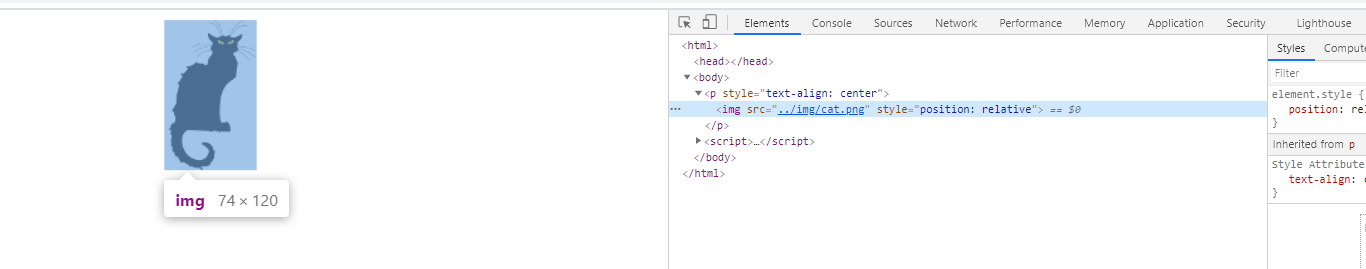 Elements Console Sources Network Performance Memory Application Security Lighthouse
<html>
<head></head>
<body>
<p style="text-align: center">
<img src="../img/cat.png" style="position: relative"> == $0
</p>
<script>…</script>
</body>
</html>
Styles Compute
Filter
element.style {
position: rel
}
Inherited from p
Style Attribute
text-align: c
}
img 74 × 120